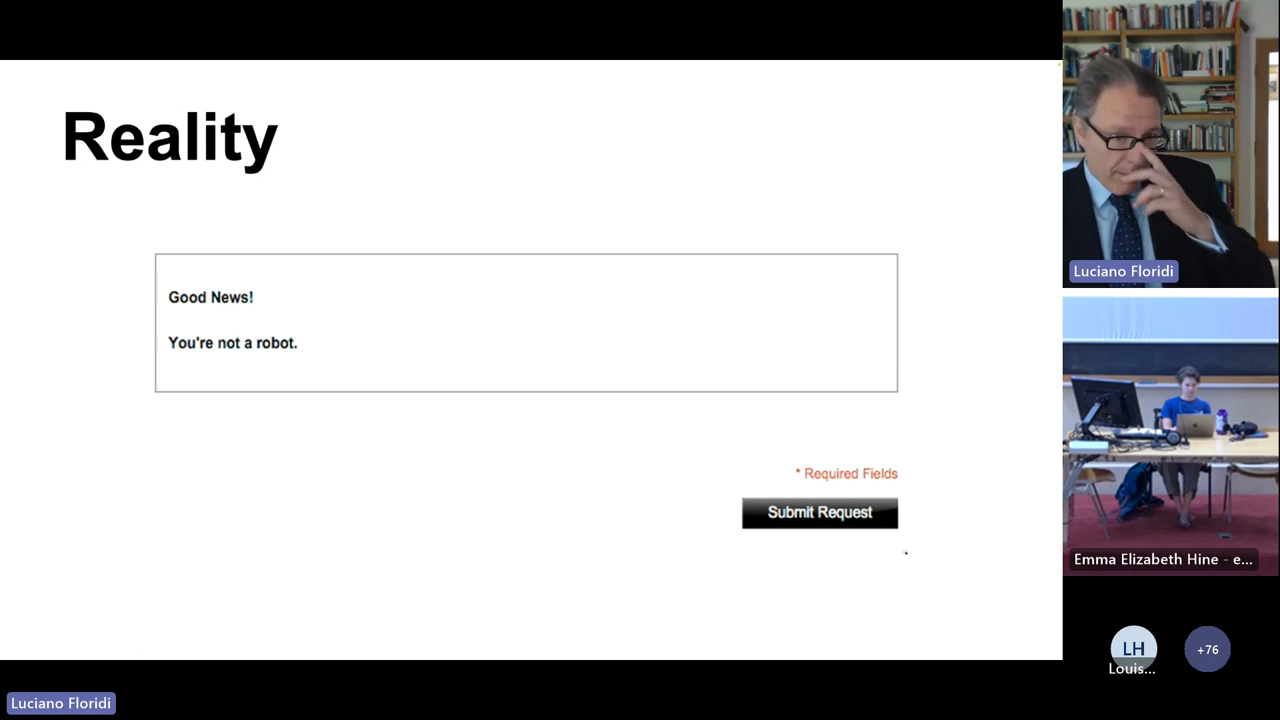 Reality
Good News!
You're not a robot.
* Required Fields
Submit Request
Luciano Floridi
Emma Elizabeth Hine - e...
LH
Louis...
+76
Luciano Floridi